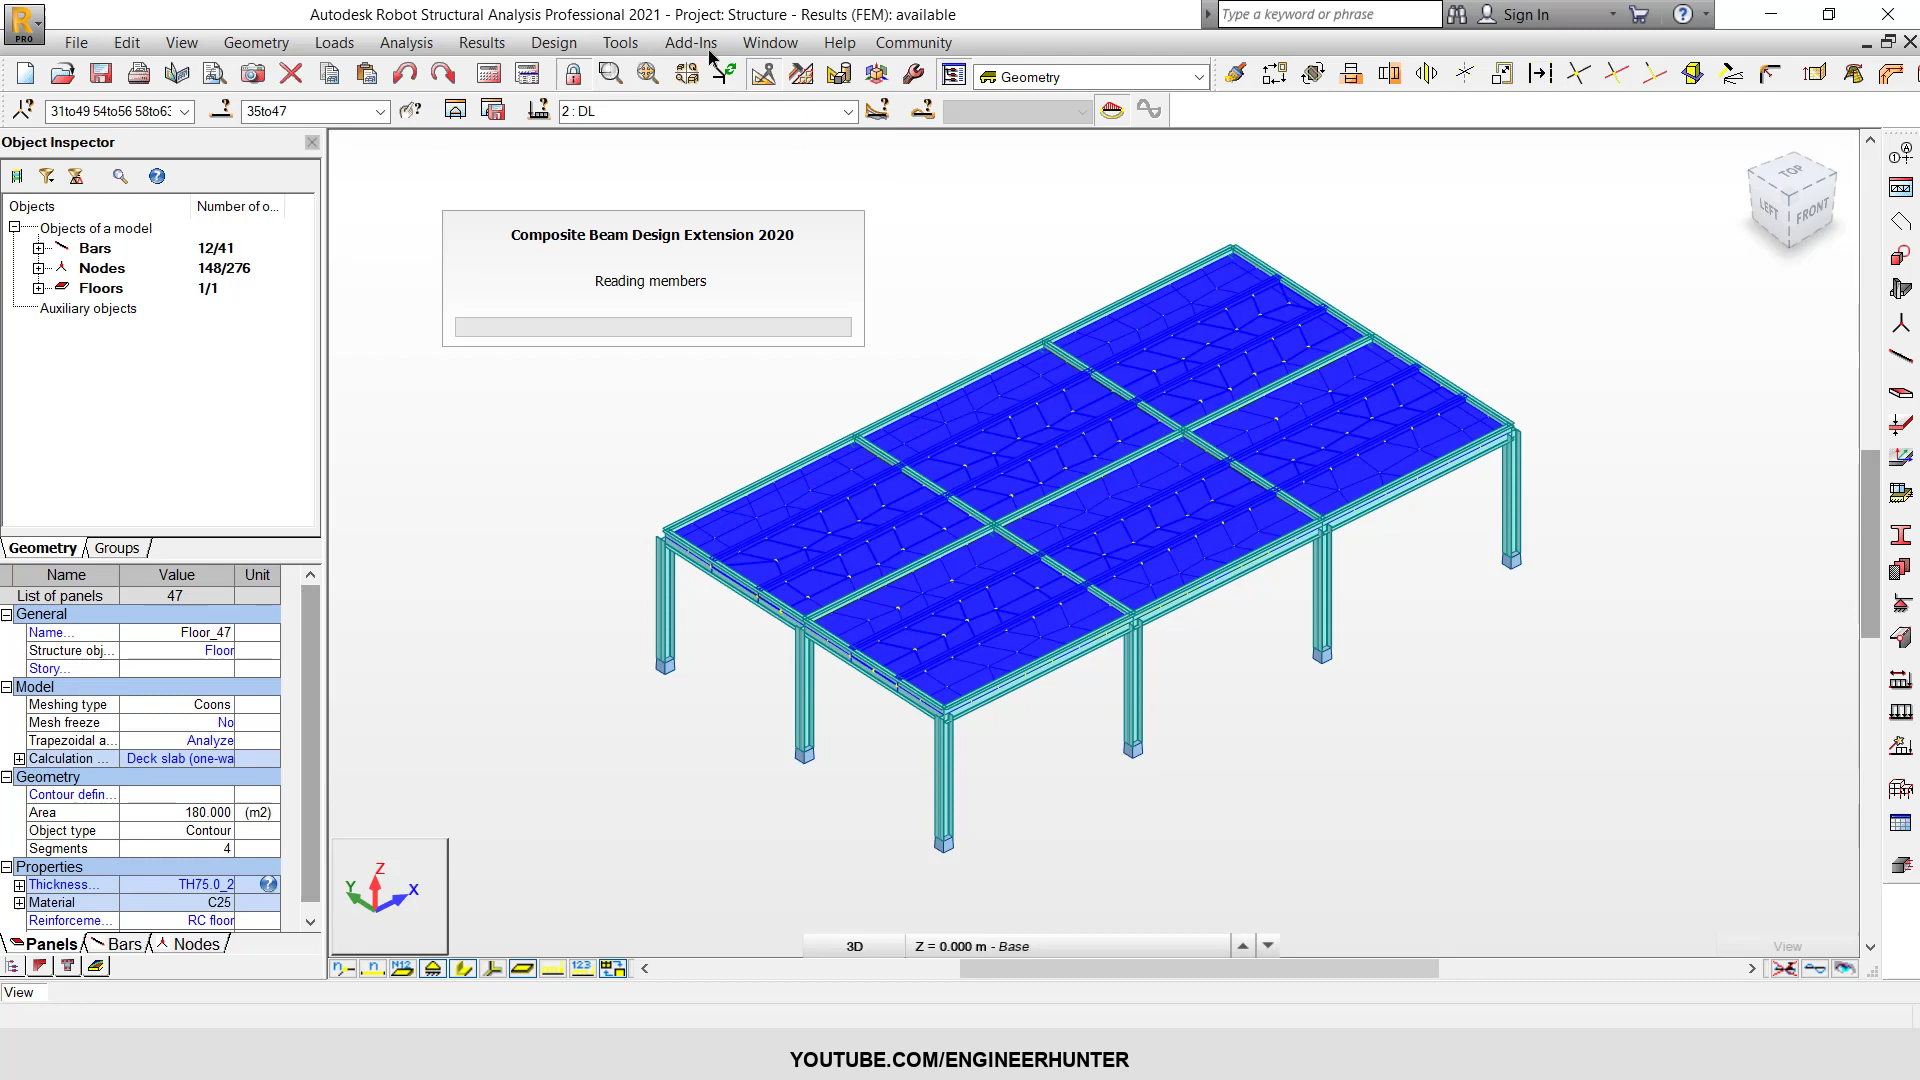 PRO
Autodesk Robot Structural Analysis Professional 2021 - Project: Structure - Results (FEM): available
Type a keyword or phrase
Sign In
File Edit View Geometry Loads Analysis Results Design Tools Add-Ins Window Help Community
Geometry
31to49 54to56 58to63
35to47
2 : DL
Object Inspector
Objects Number of o...
Objects of a model
Bars 12/41
Nodes 148/276
Floors 1/1
Auxiliary objects
Geometry Groups
Name Value Unit
List of panels 47
General
Name... Floor_47
Structure obj... Floor
Story...
Model
Meshing type Coons
Mesh freeze No
Trapezoidal a... Analyze
Calculation ... Deck slab (one-wa
Geometry
Contour defin...
Area 180.000 (m2)
Object type Contour
Segments 4
Properties
Thickness... TH75.0_2
Material C25
Reinforceme... RC floor
Panels Bars Nodes
View
Composite Beam Design Extension 2020
Reading members
TOP
LEFT
FRONT
Z
Y
X
3D
Z = 0.000 m - Base
View
YOUTUBE.COM/ENGINEERHUNTER